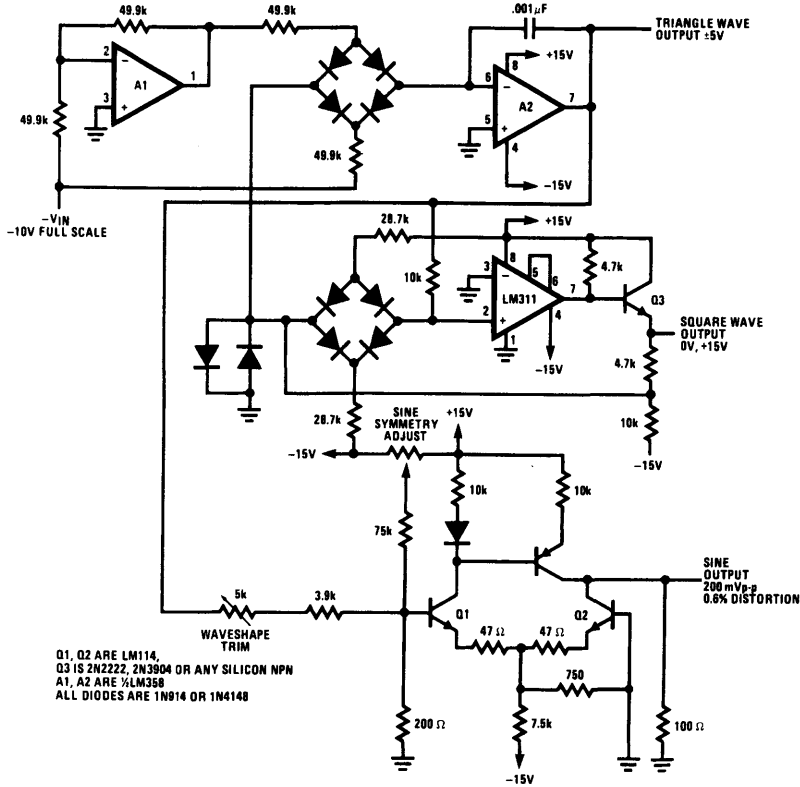 49.9k
49.9k
.001µF
TRIANGLE WAVE
OUTPUT ±5V
2
−
A1
1
3
+
8
+15V
6
−
A2
7
5
+
4
−15V
49.9k
49.9k
−VIN
−10V FULL SCALE
28.7k
+15V
10k
8
3
−
5
6
4.7k
LM311
7
Q3
2
+
4
1
−15V
SQUARE WAVE
OUTPUT
0V, +15V
4.7k
10k
−15V
28.7k
SINE
SYMMETRY
ADJUST
+15V
−15V
10k
10k
75k
SINE
OUTPUT
200 mVp-p
0.6% DISTORTION
5k
3.9k
WAVESHAPE
TRIM
Q1
Q2
47 Ω
47 Ω
750
200 Ω
7.5k
100 Ω
−15V
Q1, Q2 ARE LM114,
Q3 IS 2N2222, 2N3904 OR ANY SILICON NPN
A1, A2 ARE ½LM358
ALL DIODES ARE 1N914 OR 1N4148